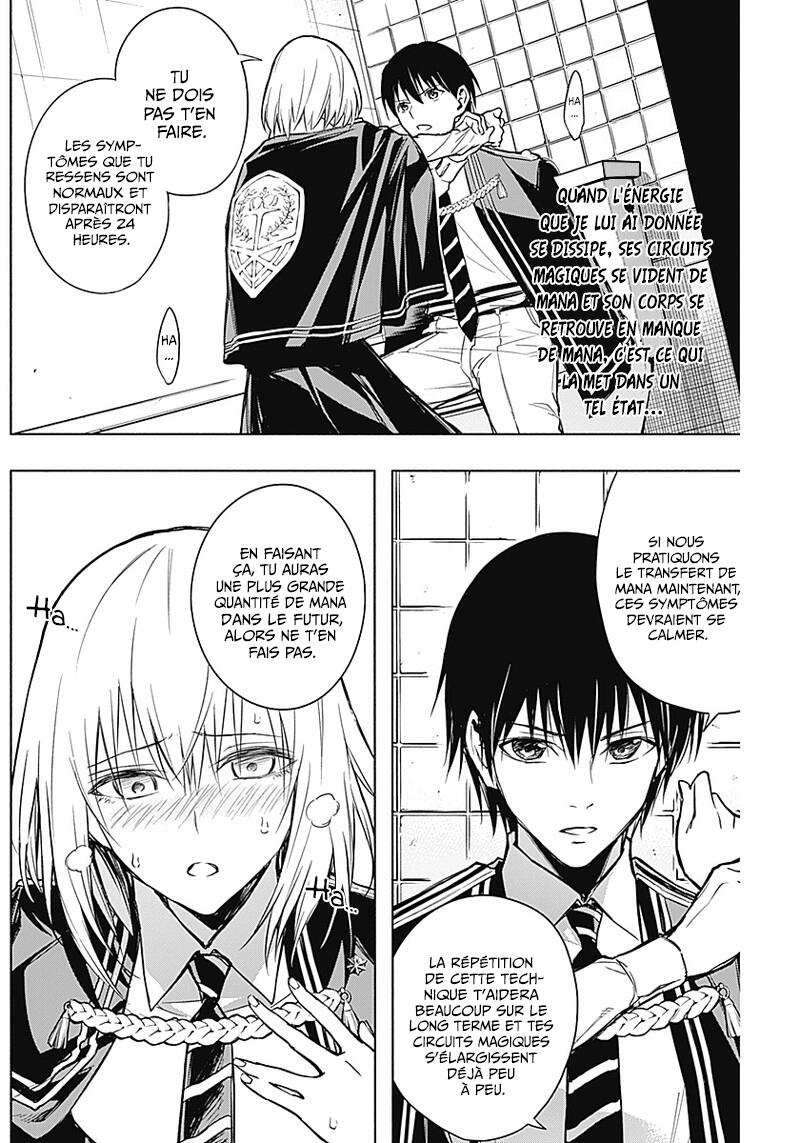 TU
NE DOIS
PAS T'EN
FAIRE.
LES SYMP-
TÔMES QUE TU
RESSENS SONT
NORMAUX ET
DISPARAÎTRONT
APRÈS 24
HEURES.
HA
...
HA
...
QUAND L'ÉNERGIE
QUE JE LUI AI DONNÉE
SE DISSIPE, SES CIRCUITS
MAGIQUES SE VIDENT DE
MANA ET SON CORPS SE
RETROUVE EN MANQUE
DE MANA, C'EST CE QUI
LA MET DANS UN
TEL ÉTAT...
EN FAISANT
ÇA, TU AURAS
UNE PLUS GRANDE
QUANTITÉ DE MANA
DANS LE FUTUR,
ALORS NE T'EN
FAIS PAS.
Ha...
Ha...
SI NOUS
PRATIQUONS
LE TRANSFERT DE
MANA MAINTENANT,
CES SYMPTÔMES
DEVRAIENT SE
CALMER.
LA RÉPÉTITION
DE CETTE TECH-
NIQUE T'AIDERA
BEAUCOUP SUR LE
LONG TERME ET TES
CIRCUITS MAGIQUES
S'ÉLARGISSENT
DÉJÀ PEU
À PEU.